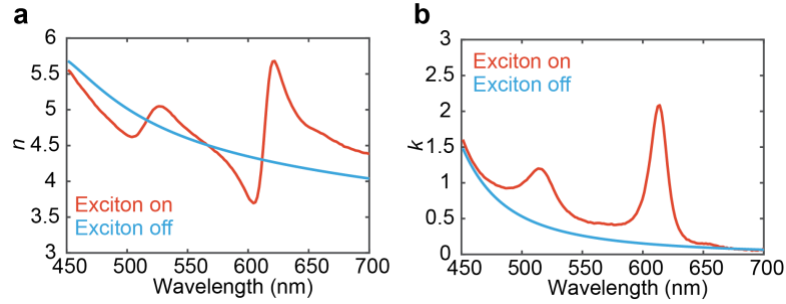 a
6
5.5
5
4.5
4
3.5
3
n
Exciton on
Exciton off
450 500 550 600 650 700
Wavelength (nm)
b
3
2.5
2
1.5
1
0.5
0
k
Exciton on
Exciton off
450 500 550 600 650 700
Wavelength (nm)